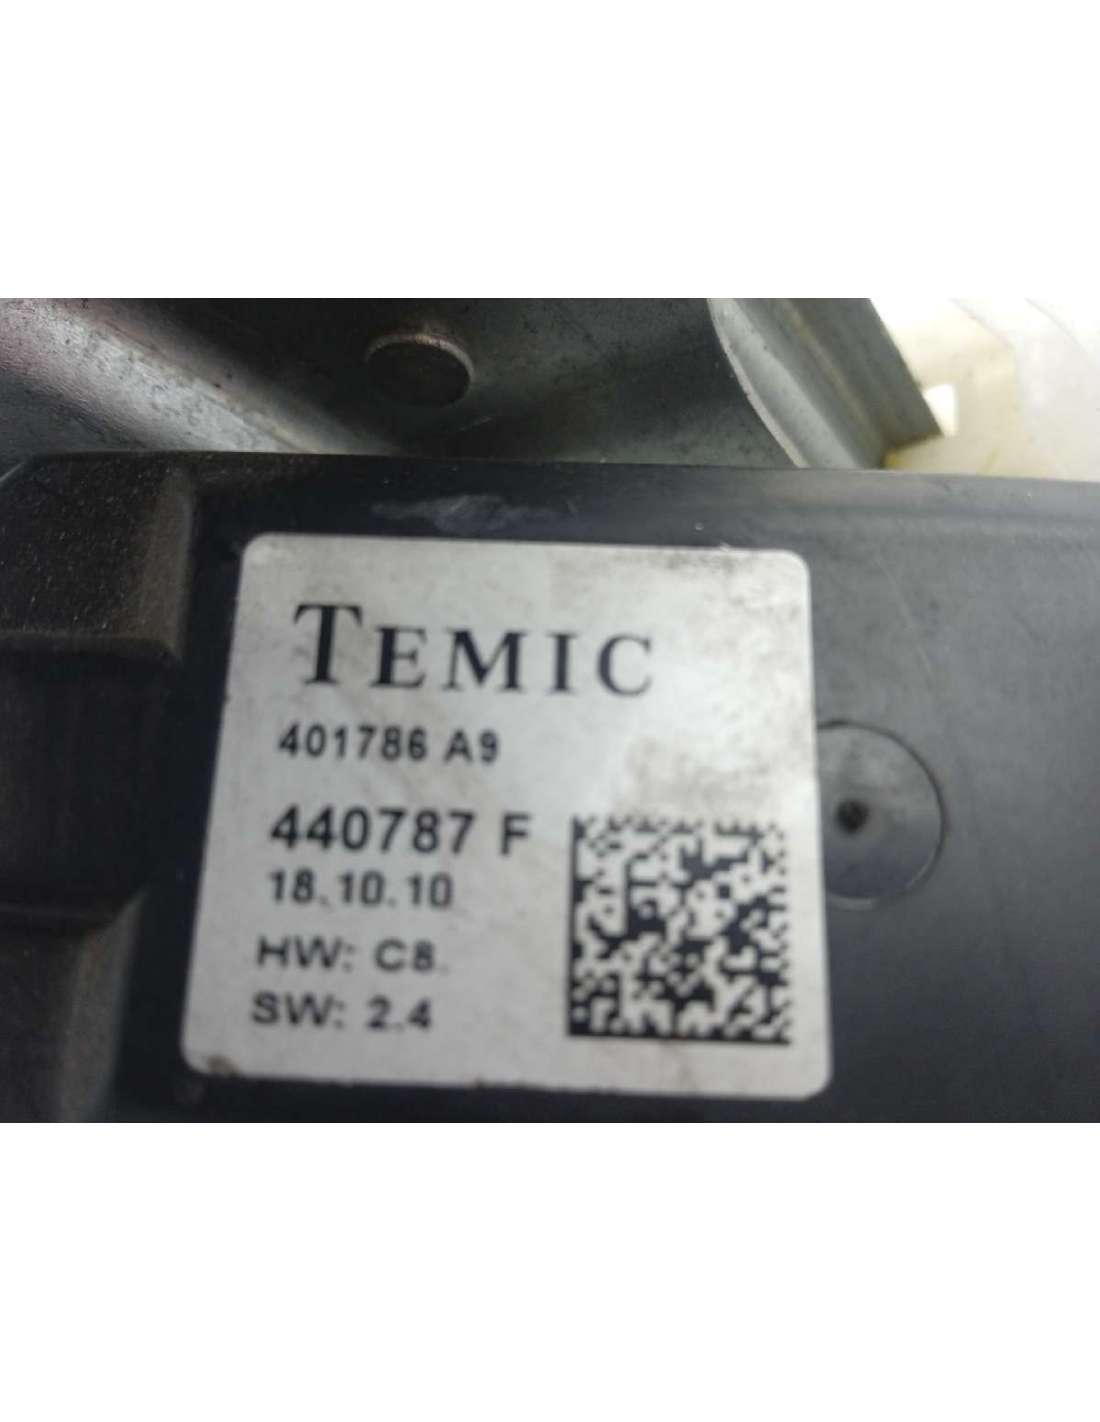 TEMIC
401786 A9
440787 F
18.10.10
HW: C8
SW: 2.4